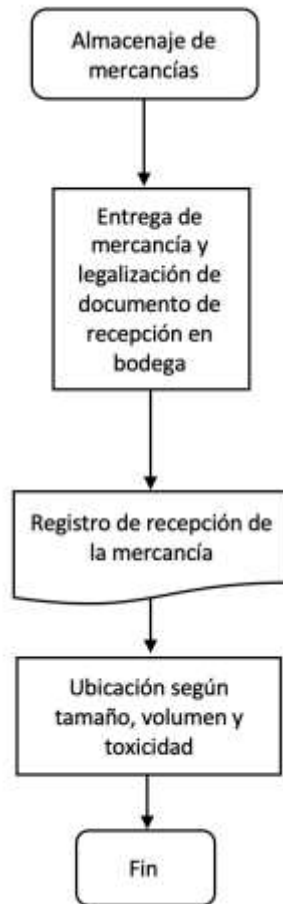 Almacenaje de
mercancías
Entrega de
mercancía y
legalización de
documento de
recepción en
bodega
Registro de recepción de
la mercancía
Ubicación según
tamaño, volumen y
toxicidad
Fin